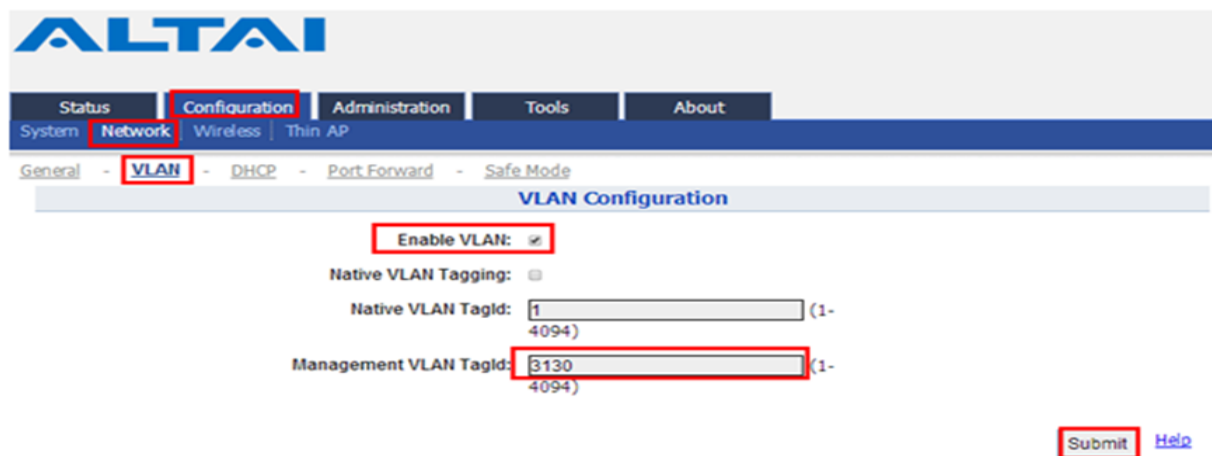 ALTAI
Status Configuration Administration Tools About
System Network Wireless Thin AP
General - VLAN - DHCP - Port Forward - Safe Mode
VLAN Configuration
Enable VLAN:
Native VLAN Tagging:
Native VLAN TagId: 1 (1-
4094)
Management VLAN TagId: 3130 (1-
4094)
Submit Help